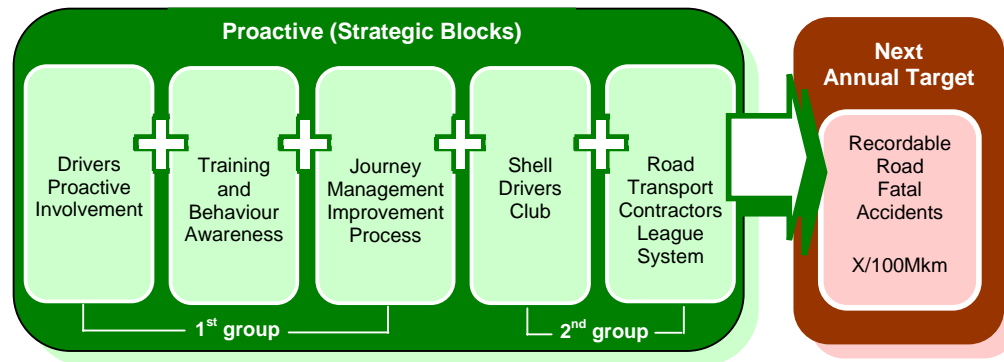 Proactive (Strategic Blocks)
Drivers
Proactive
Involvement
Training
and
Behaviour
Awareness
Journey
Management
Improvement
Process
Shell
Drivers
Club
Road
Transport
Contractors
League
System
1st group
2nd group
Next
Annual Target
Recordable
Road
Fatal
Accidents
X/100Mkm